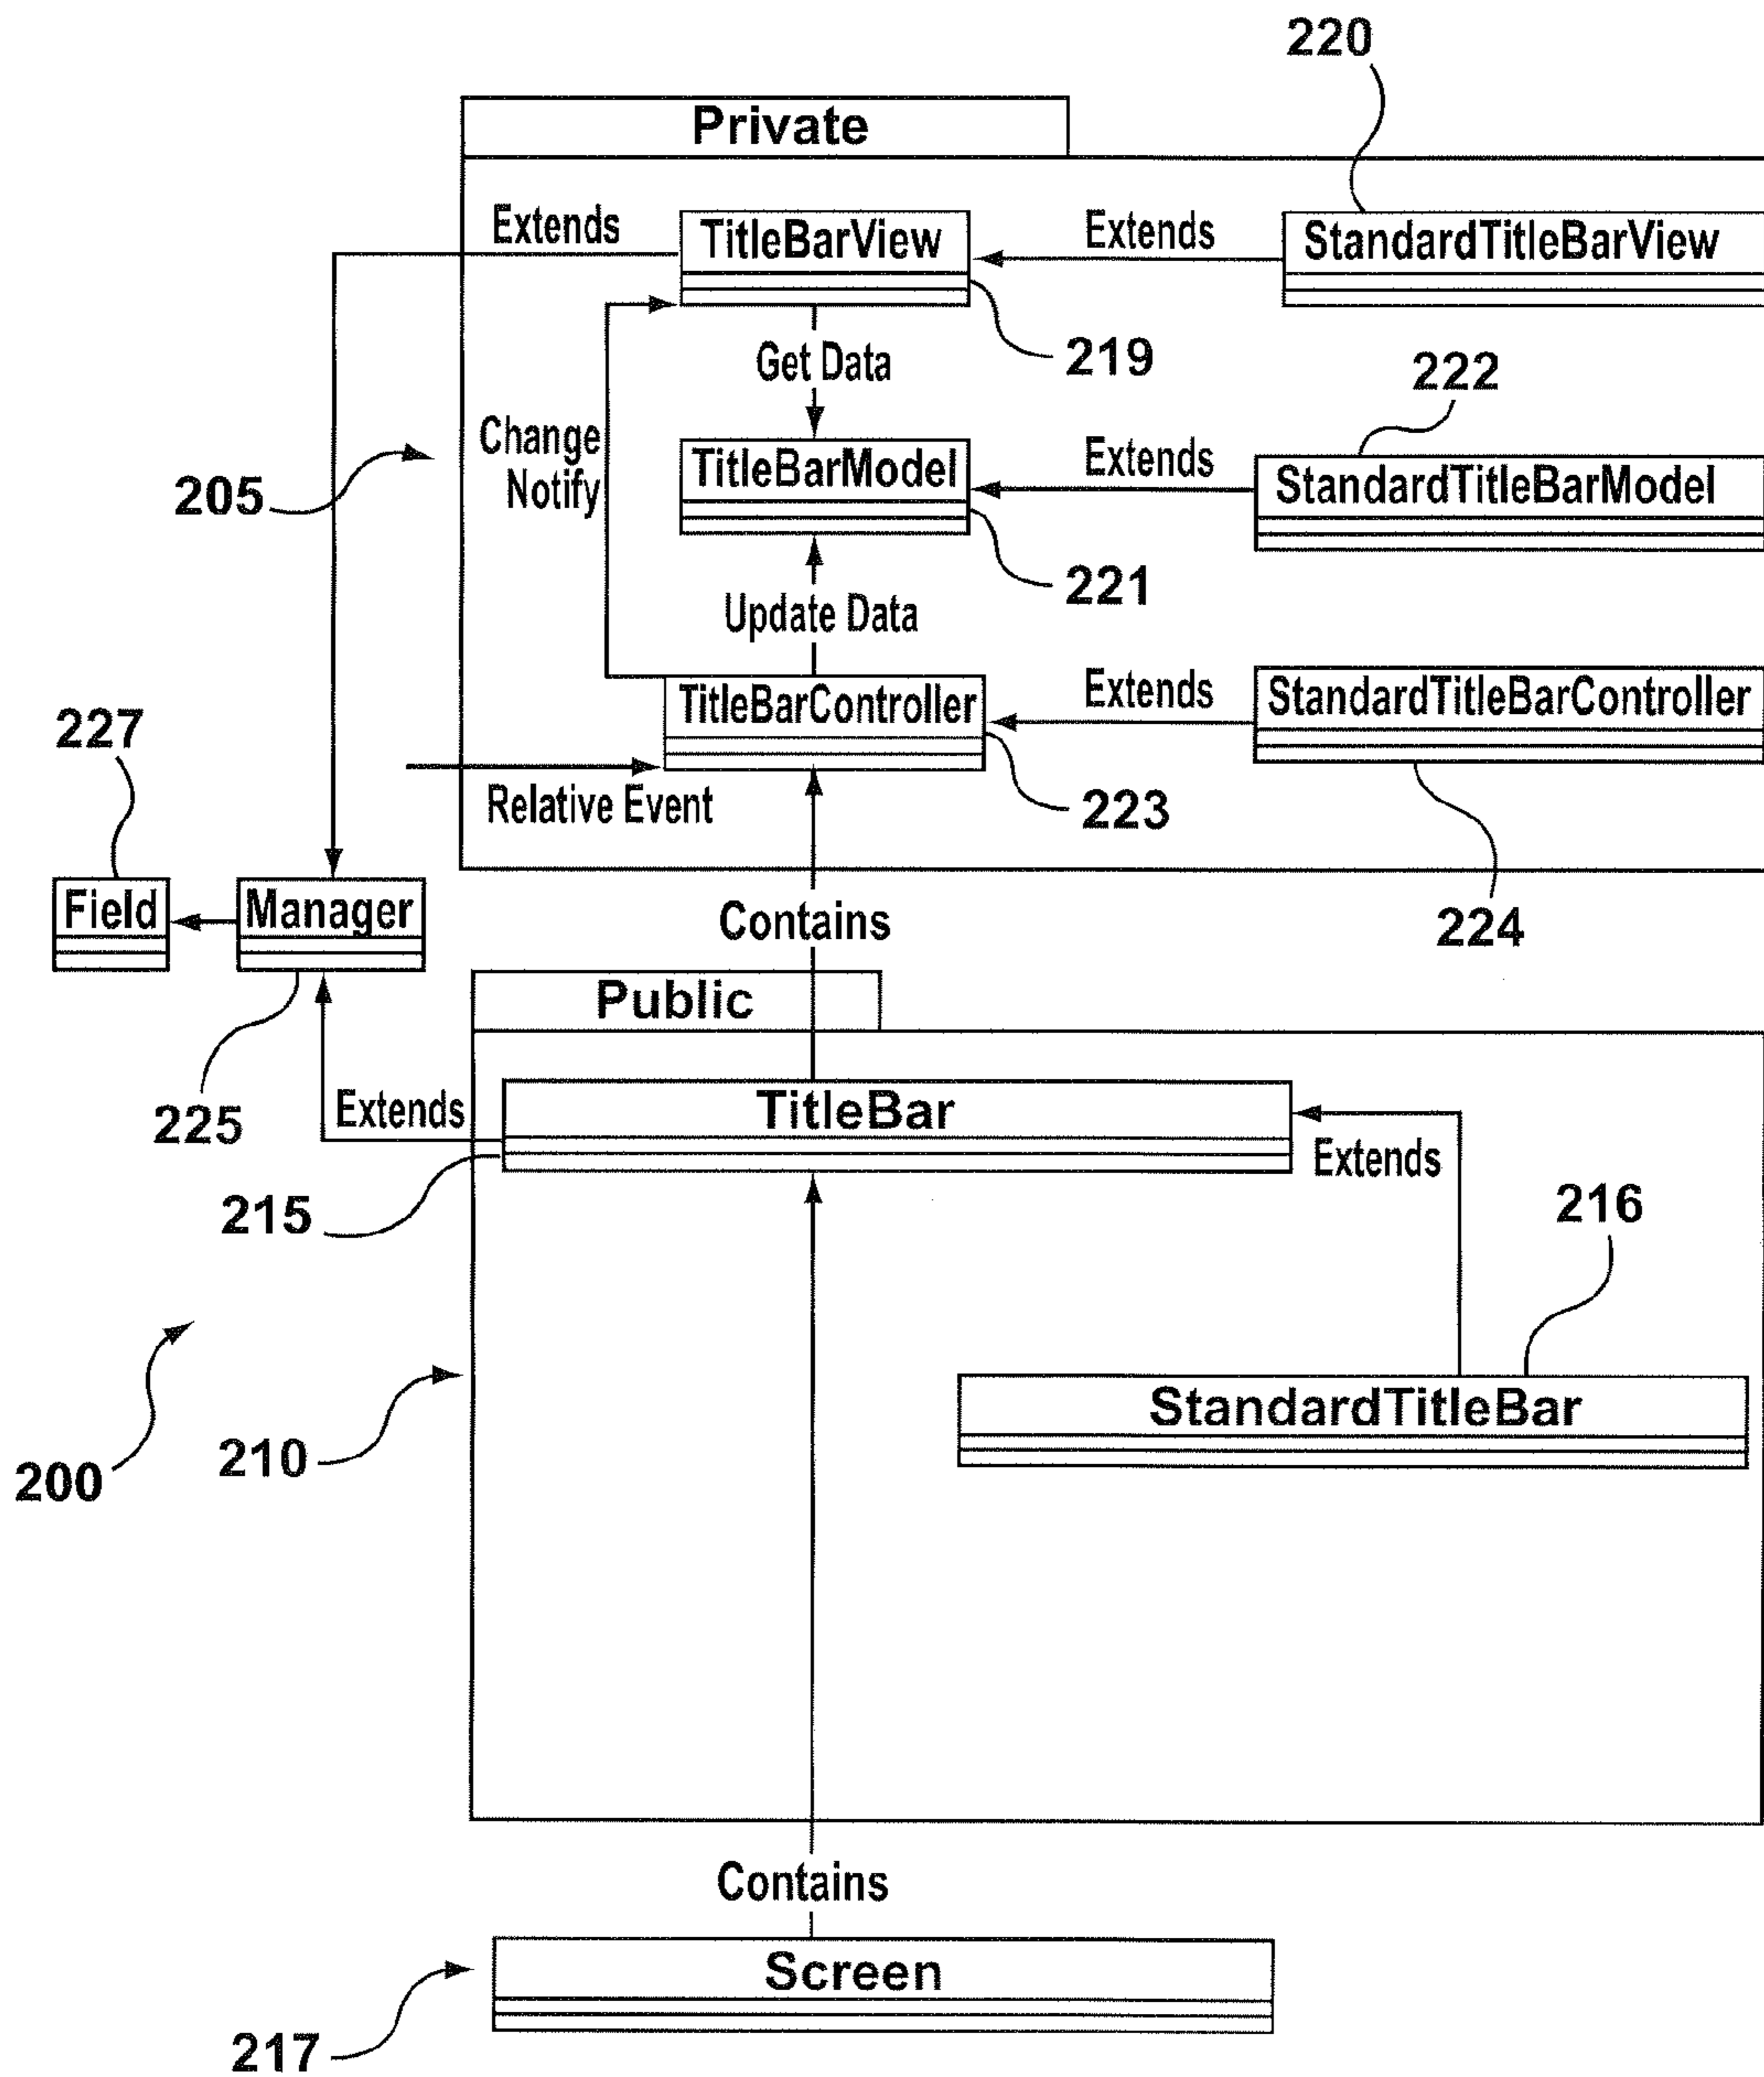 220
Private
Extends
TitleBarView
Extends
StandardTitleBarView
219
Get Data
222
Change
Notify
205
TitleBarModel
Extends
StandardTitleBarModel
221
Update Data
TitleBarController
Extends
StandardTitleBarController
227
Relative Event
223
Field
Manager
Contains
224
Public
225
Extends
TitleBar
Extends
215
216
StandardTitleBar
210
200
Contains
Screen
217